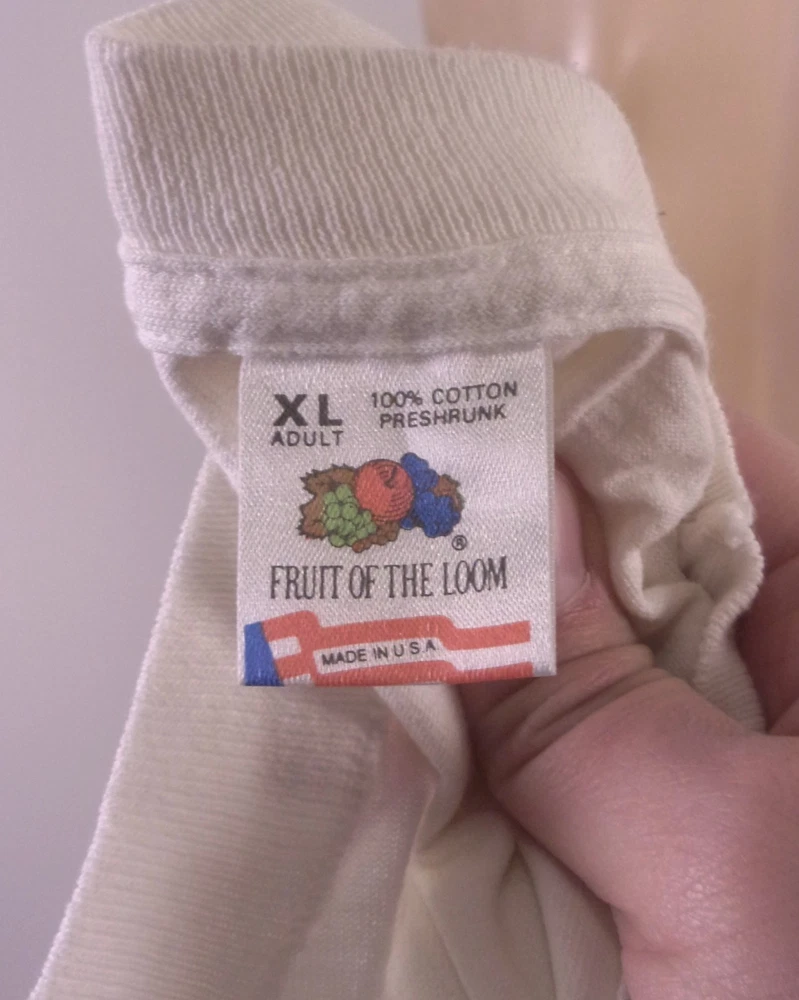 XL
ADULT
100% COTTON
PRESHRUNK
®
FRUIT OF THE LOOM
MADE IN U.S.A